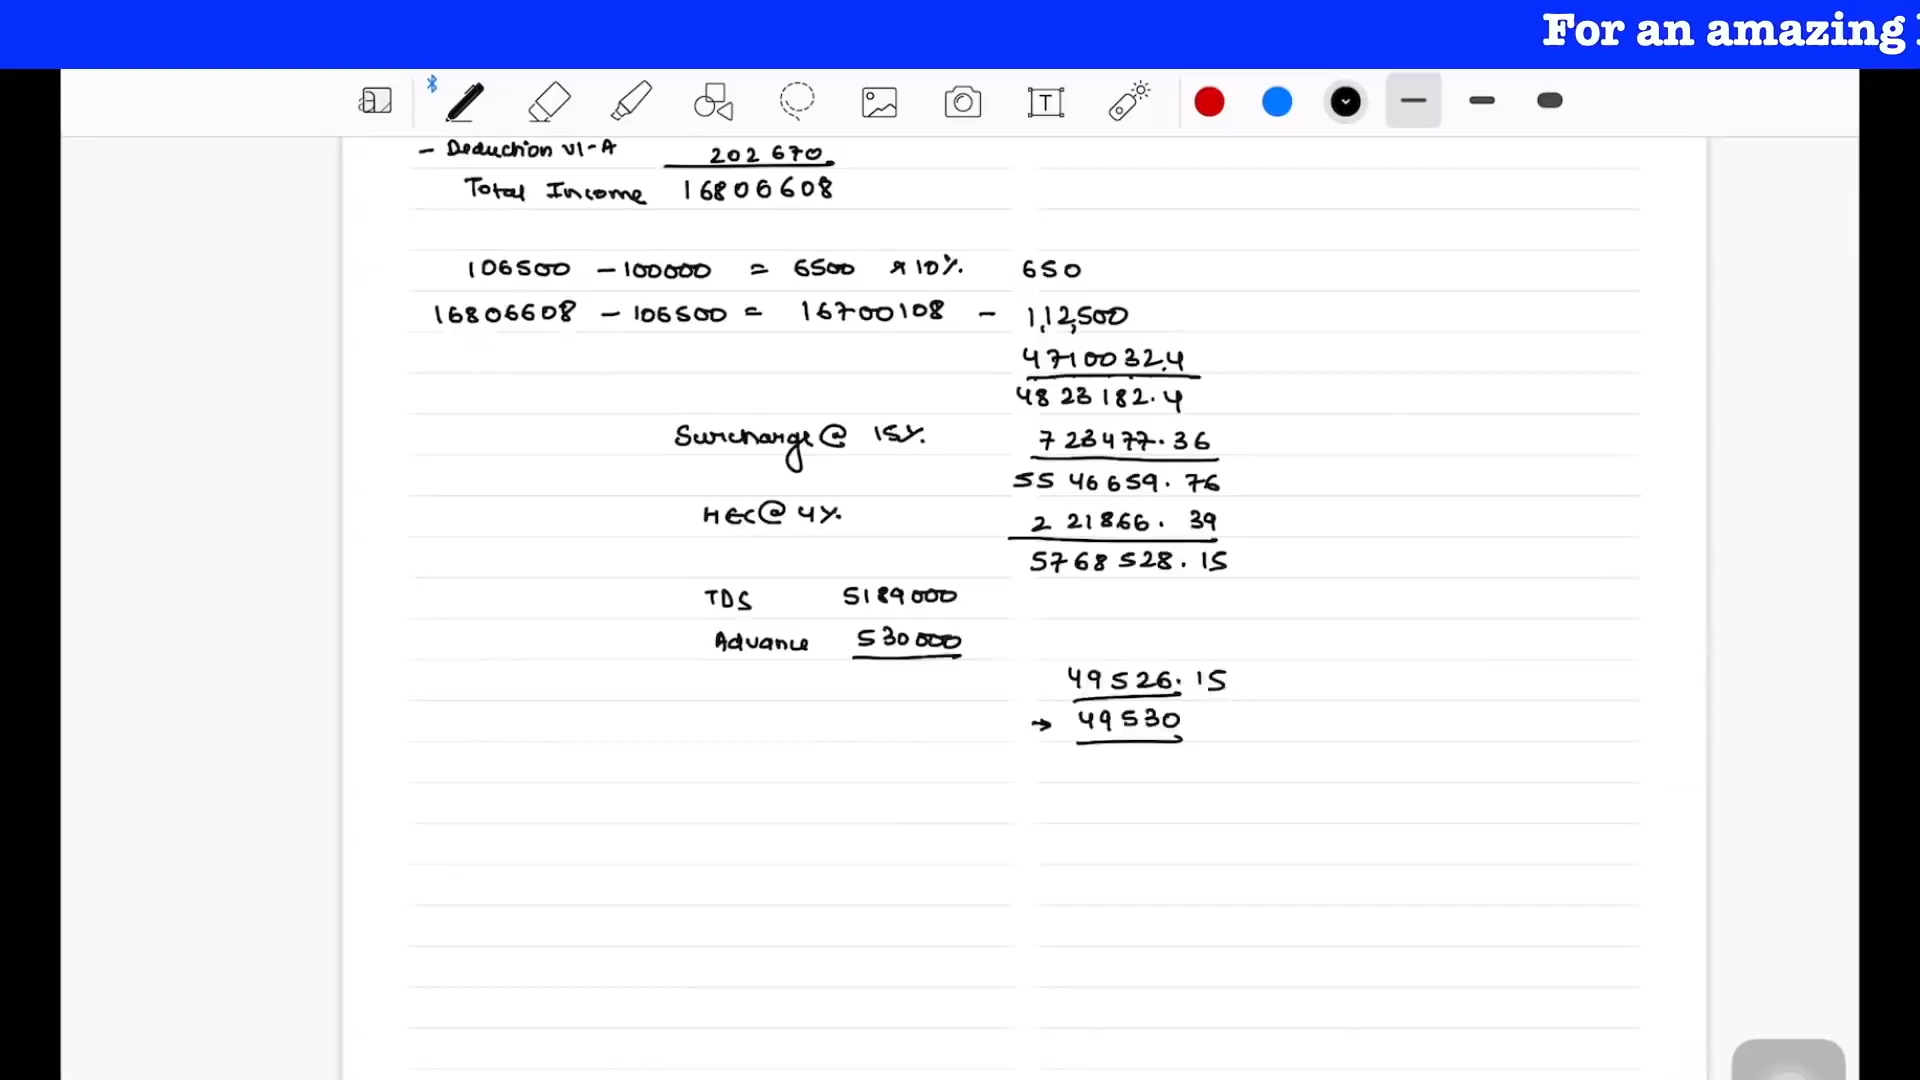 For an amazing
T
- Deduction VI-A 202 670
Total Income 16806608
106500 - 100000 = 6500 * 10% 650
16806608 - 106500 = 16700108 - 1,12,500
4710032.4
4823182.4
Surcharge @ 15% 723477.36
5546659.76
HEC @ 4% 221866.39
5768528.15
TDS 5189000
Advance 530000
49526.15
→ 49530